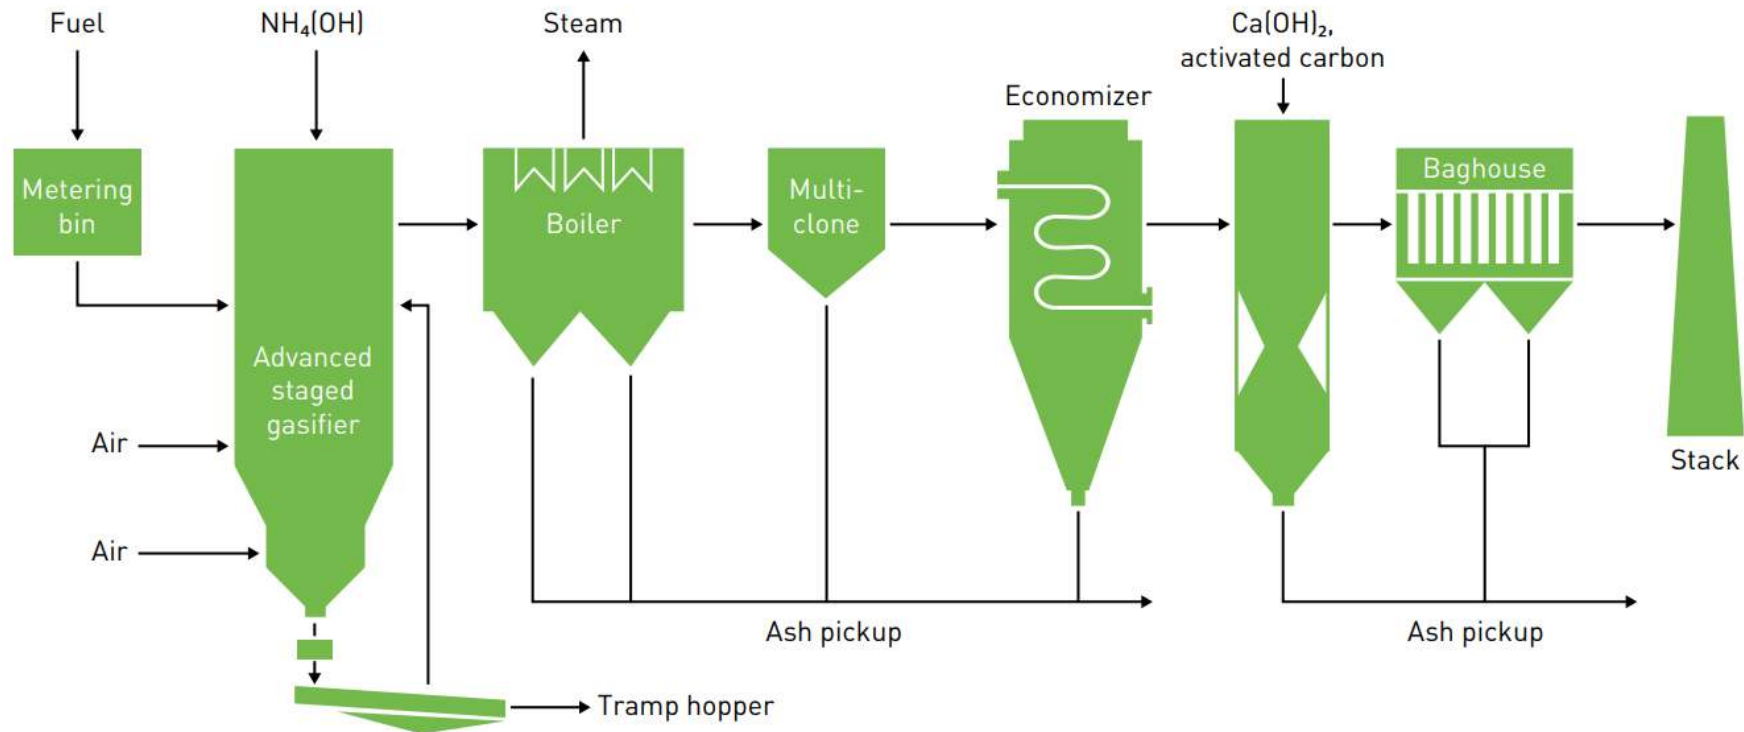 Fuel
NH₄(OH)
Steam
Ca(OH)₂,
activated carbon
Economizer
Metering
bin
Boiler
Multi-
clone
Baghouse
Advanced
staged
gasifier
Air
Stack
Air
Ash pickup
Ash pickup
Tramp hopper